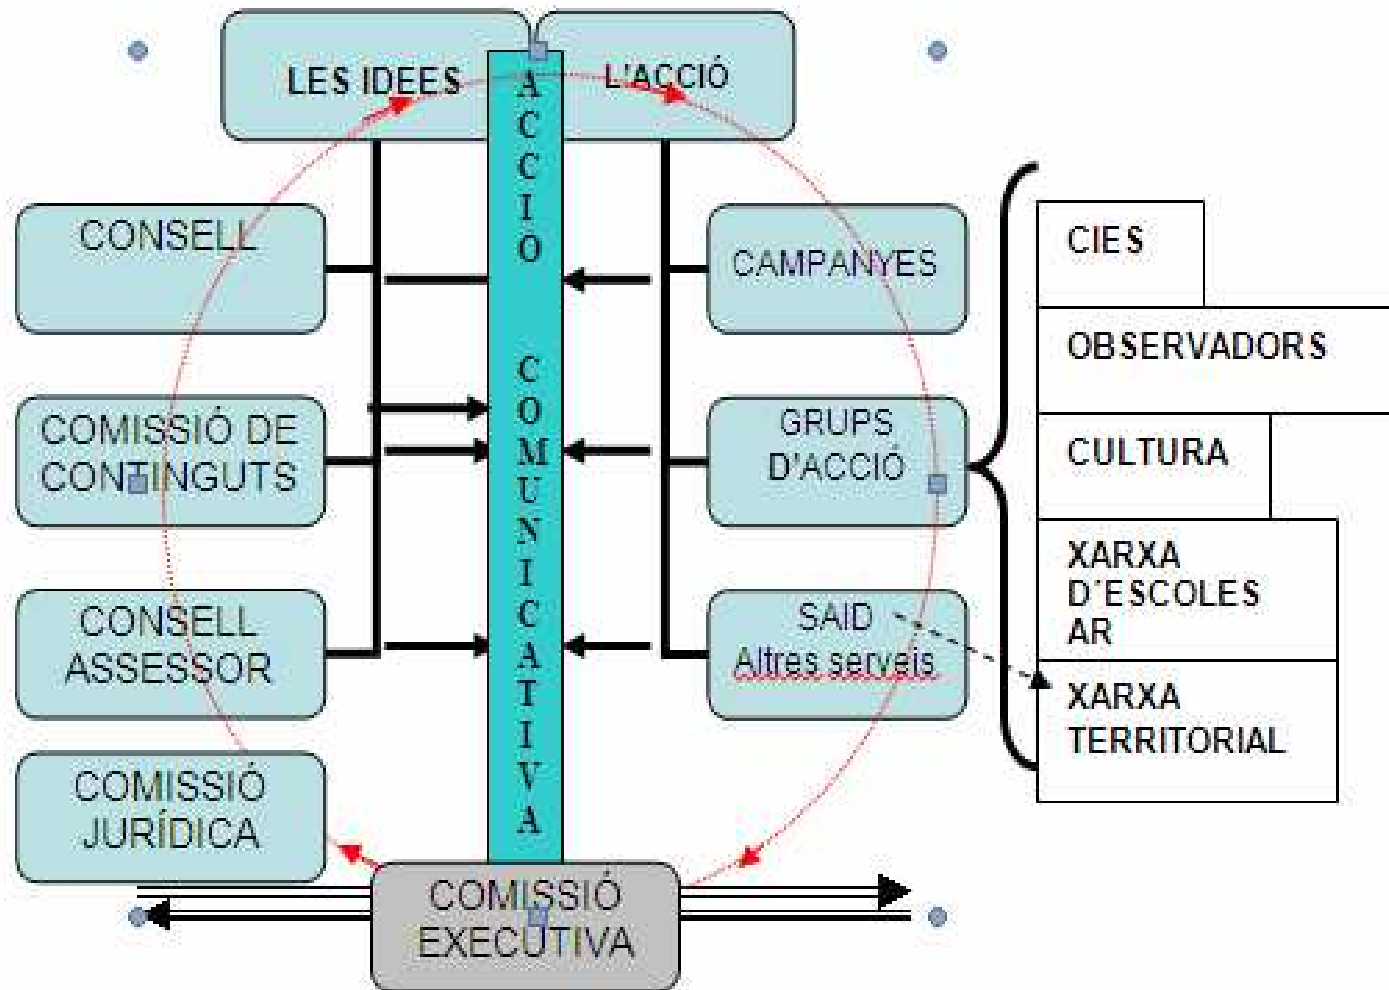 LES IDEES
L'ACCIÓ
ACCIÓ COMUNICATIVA
CONSELL
COMISSIÓ DE
CONTINGUTS
CONSELL
ASSESSOR
COMISSIÓ
JURÍDICA
CAMPANYES
GRUPS
D'ACCIÓ
SAID
Altres serveis
CIES
OBSERVADORS
CULTURA
XARXA
D´ESCOLES
AR
XARXA
TERRITORIAL
COMISSIÓ
EXECUTIVA